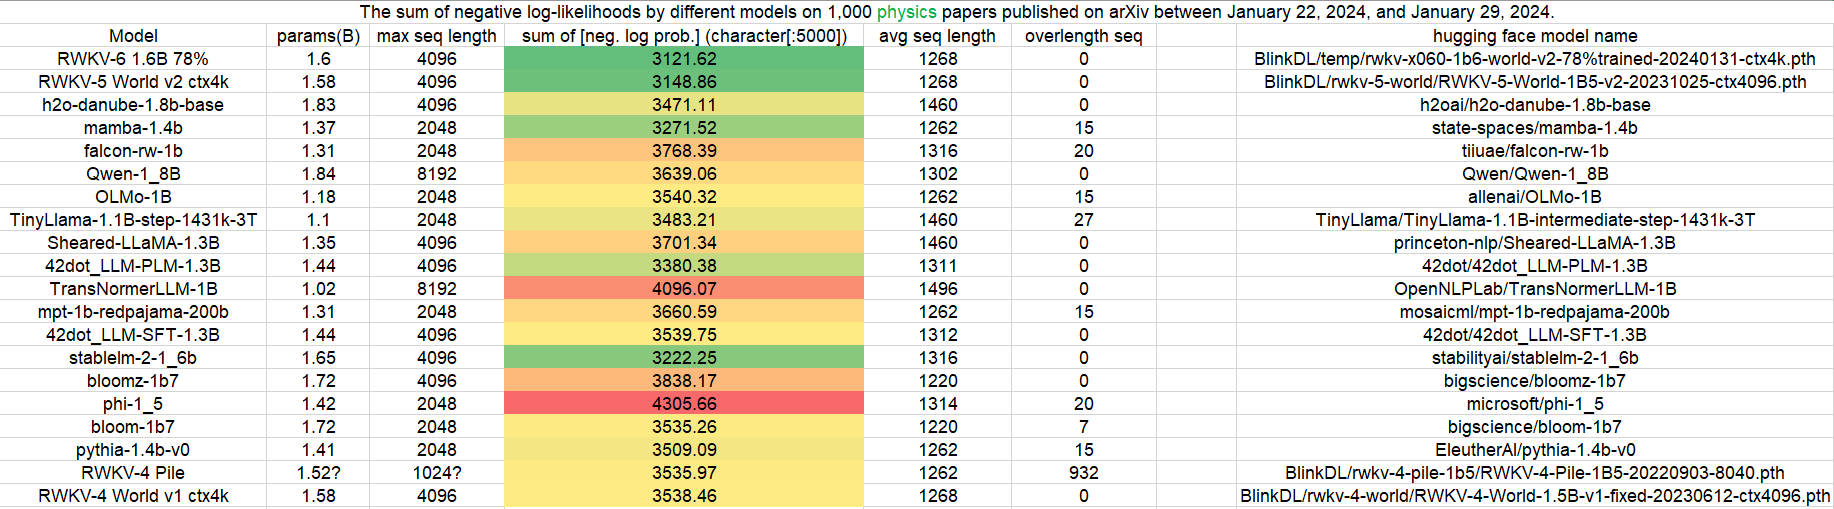 The sum of negative log-likelihoods by different models on 1,000 physics papers published on arXiv between January 22, 2024, and January 29, 2024.
Model params(B) max seq length sum of [neg. log prob.] (character[:5000]) avg seq length overlength seq hugging face model name
RWKV-6 1.6B 78% 1.6 4096 3121.62 1268 0 BlinkDL/temp/rwkv-x060-1b6-world-v2-78%trained-20240131-ctx4k.pth
RWKV-5 World v2 ctx4k 1.58 4096 3148.86 1268 0 BlinkDL/rwkv-5-world/RWKV-5-World-1B5-v2-20231025-ctx4096.pth
h2o-danube-1.8b-base 1.83 4096 3471.11 1460 0 h2oai/h2o-danube-1.8b-base
mamba-1.4b 1.37 2048 3271.52 1262 15 state-spaces/mamba-1.4b
falcon-rw-1b 1.31 2048 3768.39 1316 20 tiiuae/falcon-rw-1b
Qwen-1_8B 1.84 8192 3639.06 1302 0 Qwen/Qwen-1_8B
OLMo-1B 1.18 2048 3540.32 1262 15 allenai/OLMo-1B
TinyLlama-1.1B-step-1431k-3T 1.1 2048 3483.21 1460 27 TinyLlama/TinyLlama-1.1B-intermediate-step-1431k-3T
Sheared-LLaMA-1.3B 1.35 4096 3701.34 1460 0 princeton-nlp/Sheared-LLaMA-1.3B
42dot_LLM-PLM-1.3B 1.44 4096 3380.38 1311 0 42dot/42dot_LLM-PLM-1.3B
TransNormerLLM-1B 1.02 8192 4096.07 1496 0 OpenNLPLab/TransNormerLLM-1B
mpt-1b-redpajama-200b 1.31 2048 3660.59 1262 15 mosaicml/mpt-1b-redpajama-200b
42dot_LLM-SFT-1.3B 1.44 4096 3539.75 1312 0 42dot/42dot_LLM-SFT-1.3B
stablelm-2-1_6b 1.65 4096 3222.25 1316 0 stabilityai/stablelm-2-1_6b
bloomz-1b7 1.72 4096 3838.17 1220 0 bigscience/bloomz-1b7
phi-1_5 1.42 2048 4305.66 1314 20 microsoft/phi-1_5
bloom-1b7 1.72 2048 3535.26 1220 7 bigscience/bloom-1b7
pythia-1.4b-v0 1.41 2048 3509.09 1262 15 EleutherAI/pythia-1.4b-v0
RWKV-4 Pile 1.52? 1024? 3535.97 1262 932 BlinkDL/rwkv-4-pile-1b5/RWKV-4-Pile-1B5-20220903-8040.pth
RWKV-4 World v1 ctx4k 1.58 4096 3538.46 1268 0 BlinkDL/rwkv-4-world/RWKV-4-World-1.5B-v1-fixed-20230612-ctx4096.pth